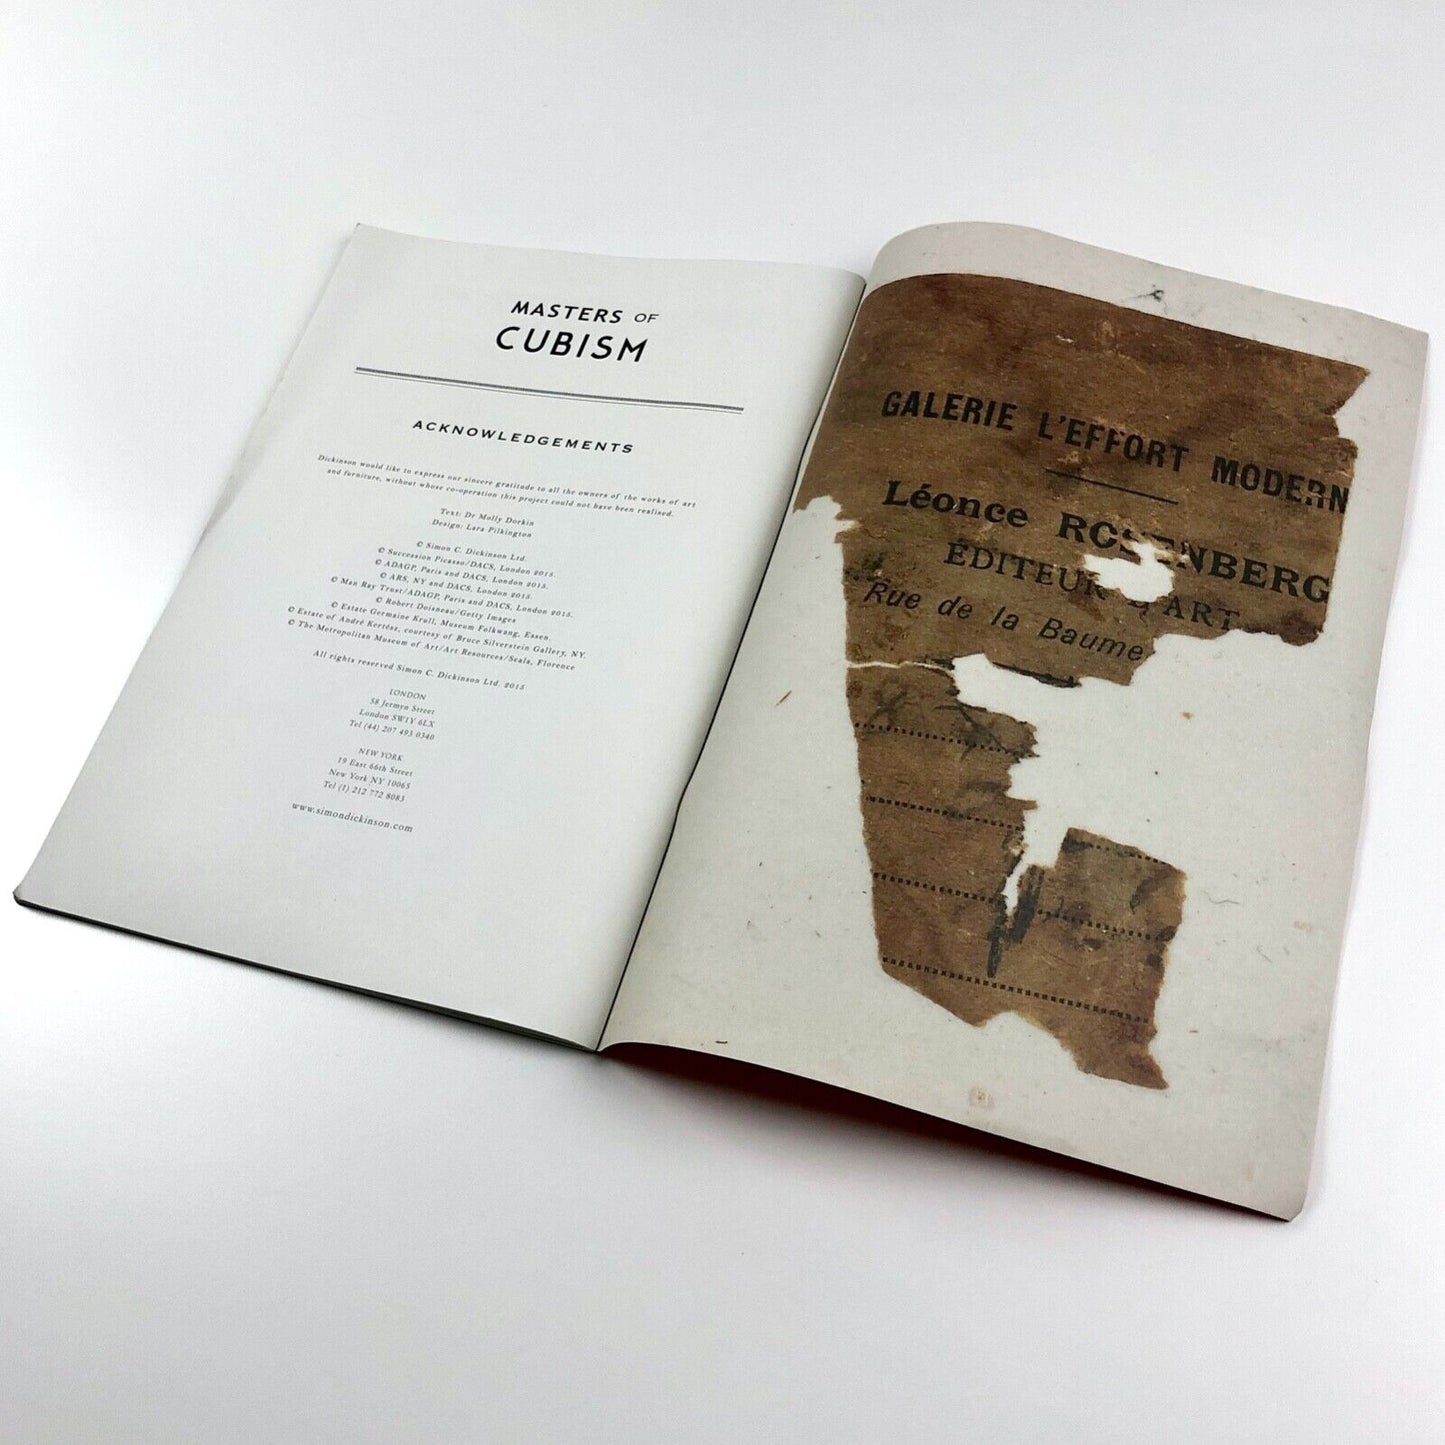 MASTERS OF
CUBISM
ACKNOWLEDGEMENTS
Dickinson would like to express our sincere gratitude to all the owners of the works of art
and furniture, without whose co-operation this project could not have been realised.
Text: Dr Molly Dorkin
Design: Lara Pilkington
© Simon C. Dickinson Ltd.
© Succession Picasso/DACS, London 2015.
© ADAGP, Paris and DACS, London 2015.
© ARS, NY and DACS, London 2015.
© Man Ray Trust/ADAGP, Paris and DACS, London 2015.
© Robert Doisneau/Getty Images
© Estate Germaine Krull, Museum Folkwang, Essen.
© Estate of André Kertész, courtesy of Bruce Silverstein Gallery, NY.
© The Metropolitan Museum of Art/Art Resources/Scala, Florence
All rights reserved Simon C. Dickinson Ltd. 2015
LONDON
58 Jermyn Street
London SW1Y 6LX
Tel (44) 207 493 0340
NEW YORK
19 East 66th Street
New York NY 10065
Tel (1) 212 772 8083
www.simondickinson.com
GALERIE L'EFFORT MODERN
Léonce ROSENBERG
ÉDITEUR D'ART
Rue de la Baume